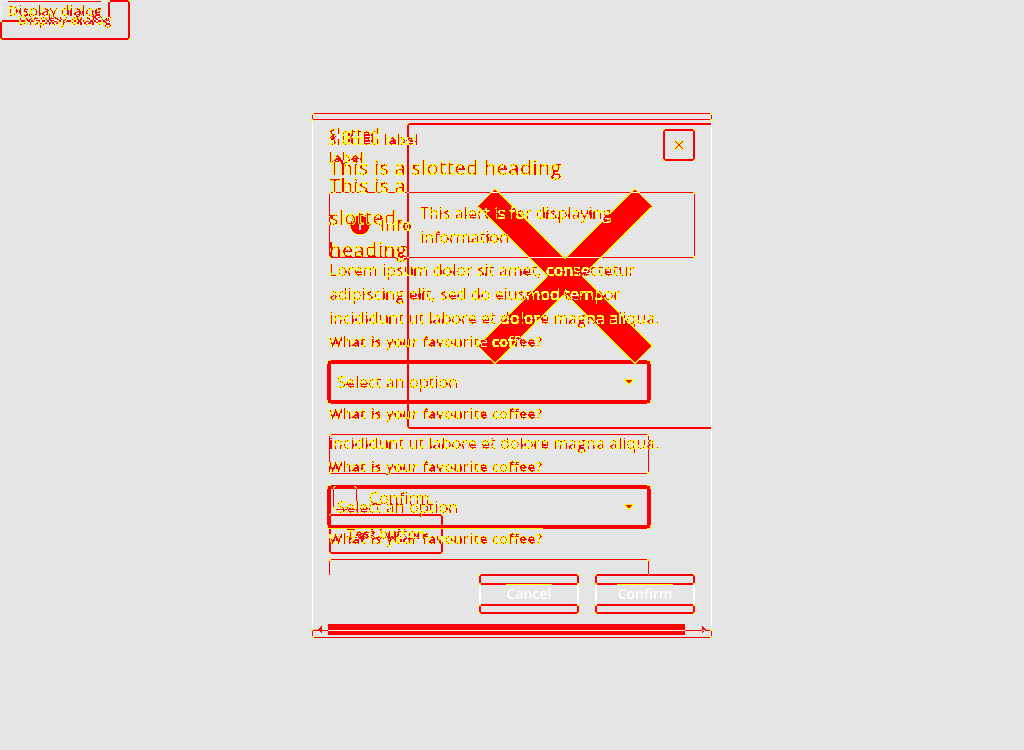 Display dialog
Display dialog
Slotted
Slotted label
label
This is a slotted heading
This is a
slotted
heading
Info
This alert is for displaying
information
Lorem ipsum dolor sit amet, consectetur
adipiscing elit, sed do eiusmod tempor
incididunt ut labore et dolore magna aliqua.
What is your favourite coffee?
Select an option
What is your favourite coffee?
incididunt ut labore et dolore magna aliqua.
What is your favourite coffee?
Confirm
Select an option
Test button
What is your favourite coffee?
Cancel
Confirm